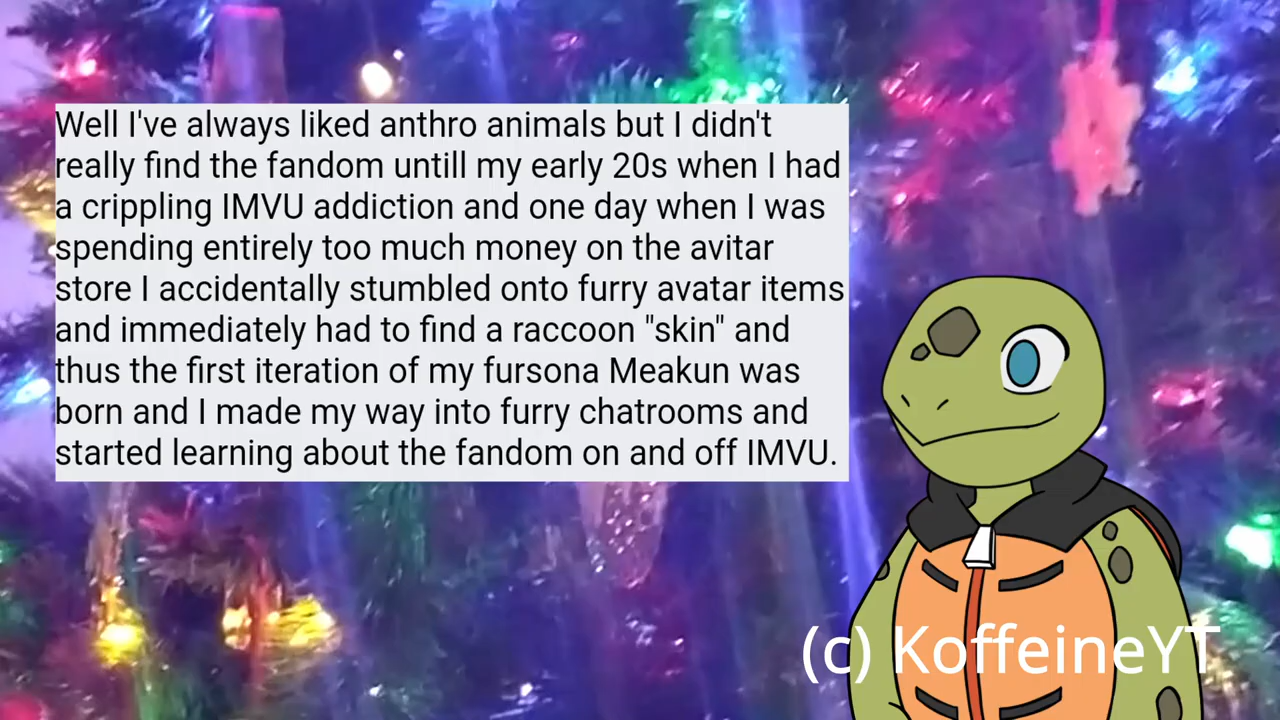 Well I've always liked anthro animals but I didn't
really find the fandom untill my early 20s when I had
a crippling IMVU addiction and one day when I was
spending entirely too much money on the avitar
store I accidentally stumbled onto furry avatar items
and immediately had to find a raccoon "skin" and
thus the first iteration of my fursona Meakun was
born and I made my way into furry chatrooms and
started learning about the fandom on and off IMVU.
(c) KoffeineYT